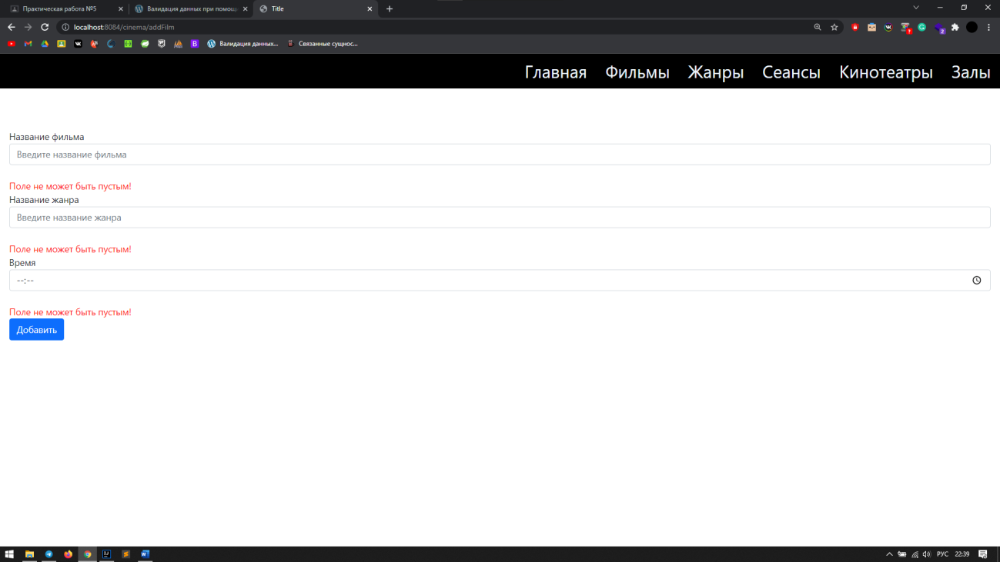 Практическая работа №5
Валидация данных при помощи
Title
localhost:8084/cinema/addFilm
Валидация данных...
Связанные сущнос...
Главная Фильмы Жанры Сеансы Кинотеатры Залы
Название фильма
Введите название фильма
Поле не может быть пустым!
Название жанра
Введите название жанра
Поле не может быть пустым!
Время
--:--
Поле не может быть пустым!
Добавить
РУС 22:39